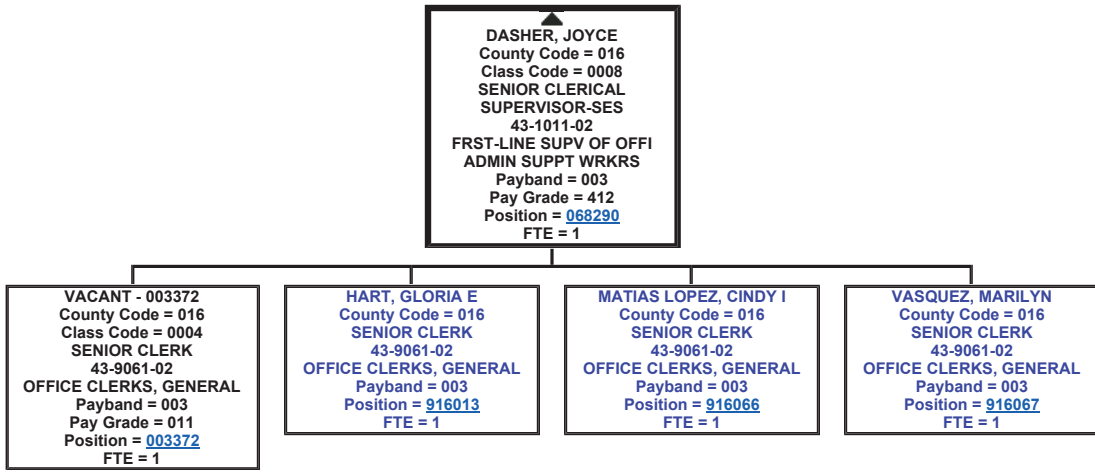 DASHER, JOYCE
County Code = 016
Class Code = 0008
SENIOR CLERICAL
SUPERVISOR-SES
43-1011-02
FRST-LINE SUPV OF OFFI
ADMIN SUPPT WRKRS
Payband = 003
Pay Grade = 412
Position = 068290
FTE = 1
VACANT - 003372
County Code = 016
Class Code = 0004
SENIOR CLERK
43-9061-02
OFFICE CLERKS, GENERAL
Payband = 003
Pay Grade = 011
Position = 003372
FTE = 1
HART, GLORIA E
County Code = 016
SENIOR CLERK
43-9061-02
OFFICE CLERKS, GENERAL
Payband = 003
Position = 916013
FTE = 1
MATIAS LOPEZ, CINDY I
County Code = 016
SENIOR CLERK
43-9061-02
OFFICE CLERKS, GENERAL
Payband = 003
Position = 916066
FTE = 1
VASQUEZ, MARILYN
County Code = 016
SENIOR CLERK
43-9061-02
OFFICE CLERKS, GENERAL
Payband = 003
Position = 916067
FTE = 1